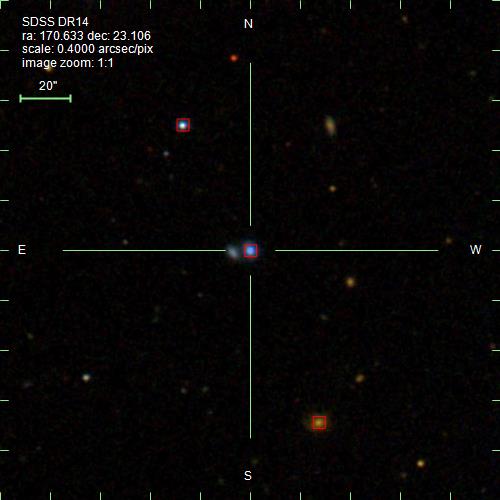 SDSS DR14
ra: 170.633 dec: 23.106
scale: 0.4000 arcsec/pix
image zoom: 1:1
20"
N
E
W
S